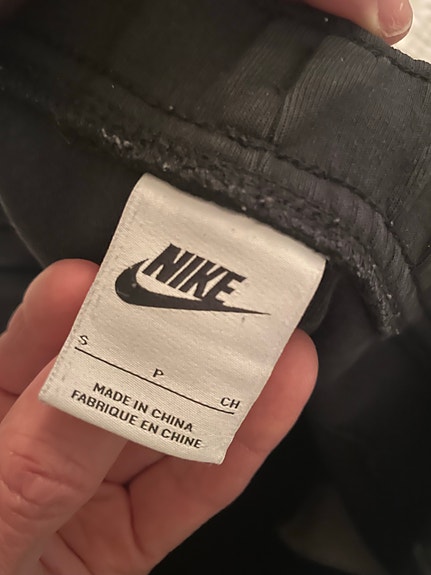 NIKE
S P CH
MADE IN CHINA
FABRIQUE EN CHINE